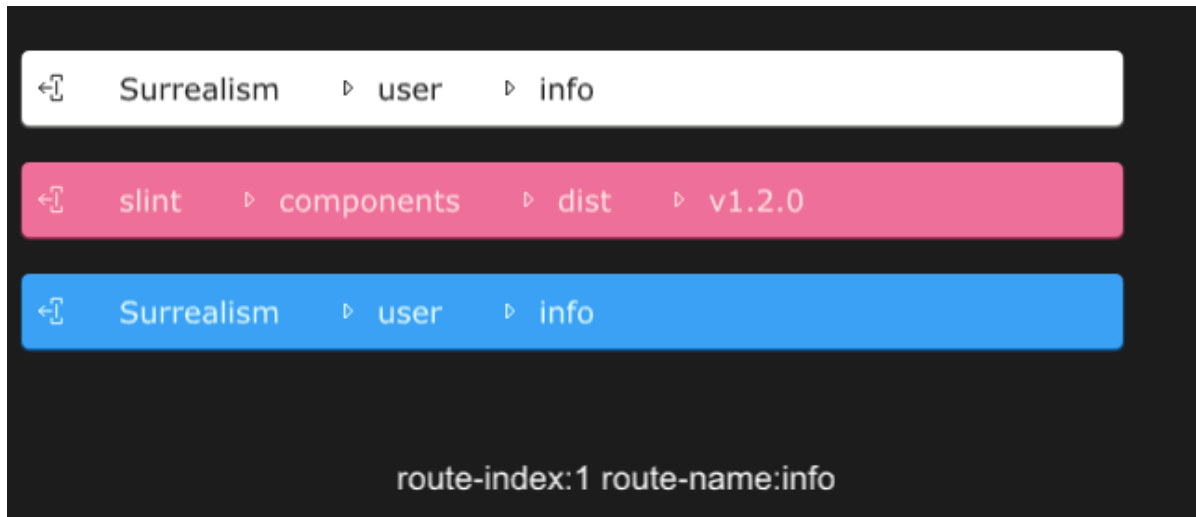 Surrealism user info
slint components dist v1.2.0
Surrealism user info
route-index:1 route-name:info